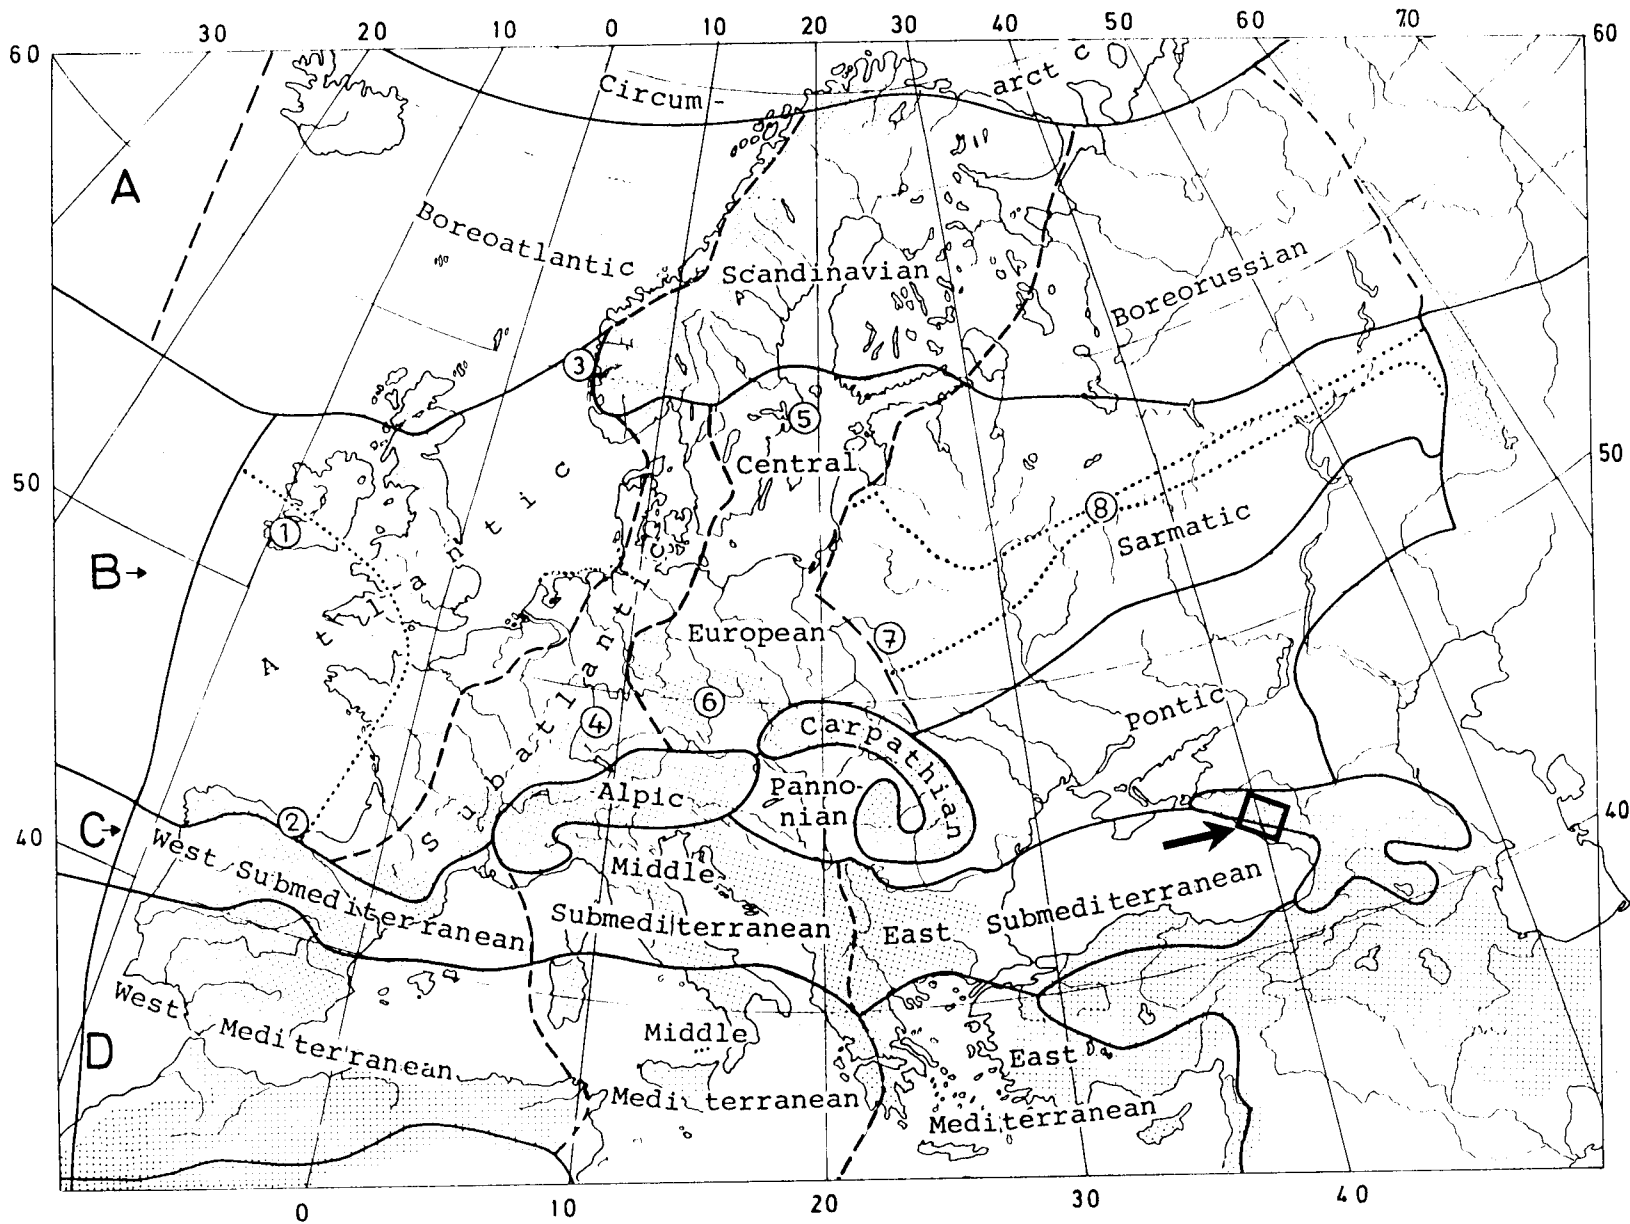 30 20 10 0 10 20 30 40 50 60 70
60 60
Circum - arct c
A
Boreoatlantic
Scandinavian
Boreorussian
3
5
50 50
Central
1
8
Sarmatic
B→
Atlantic
European
7
Subatlant
4
6
Pontic
Carpathian
Alpic
Panno-
nian
40 40
C→
2
West Submediterranean
Middle
Submediterranean
East Submediterranean
West Mediterranean
D
Middle
Mediterranean
East
Mediterranean
0 10 20 30 40